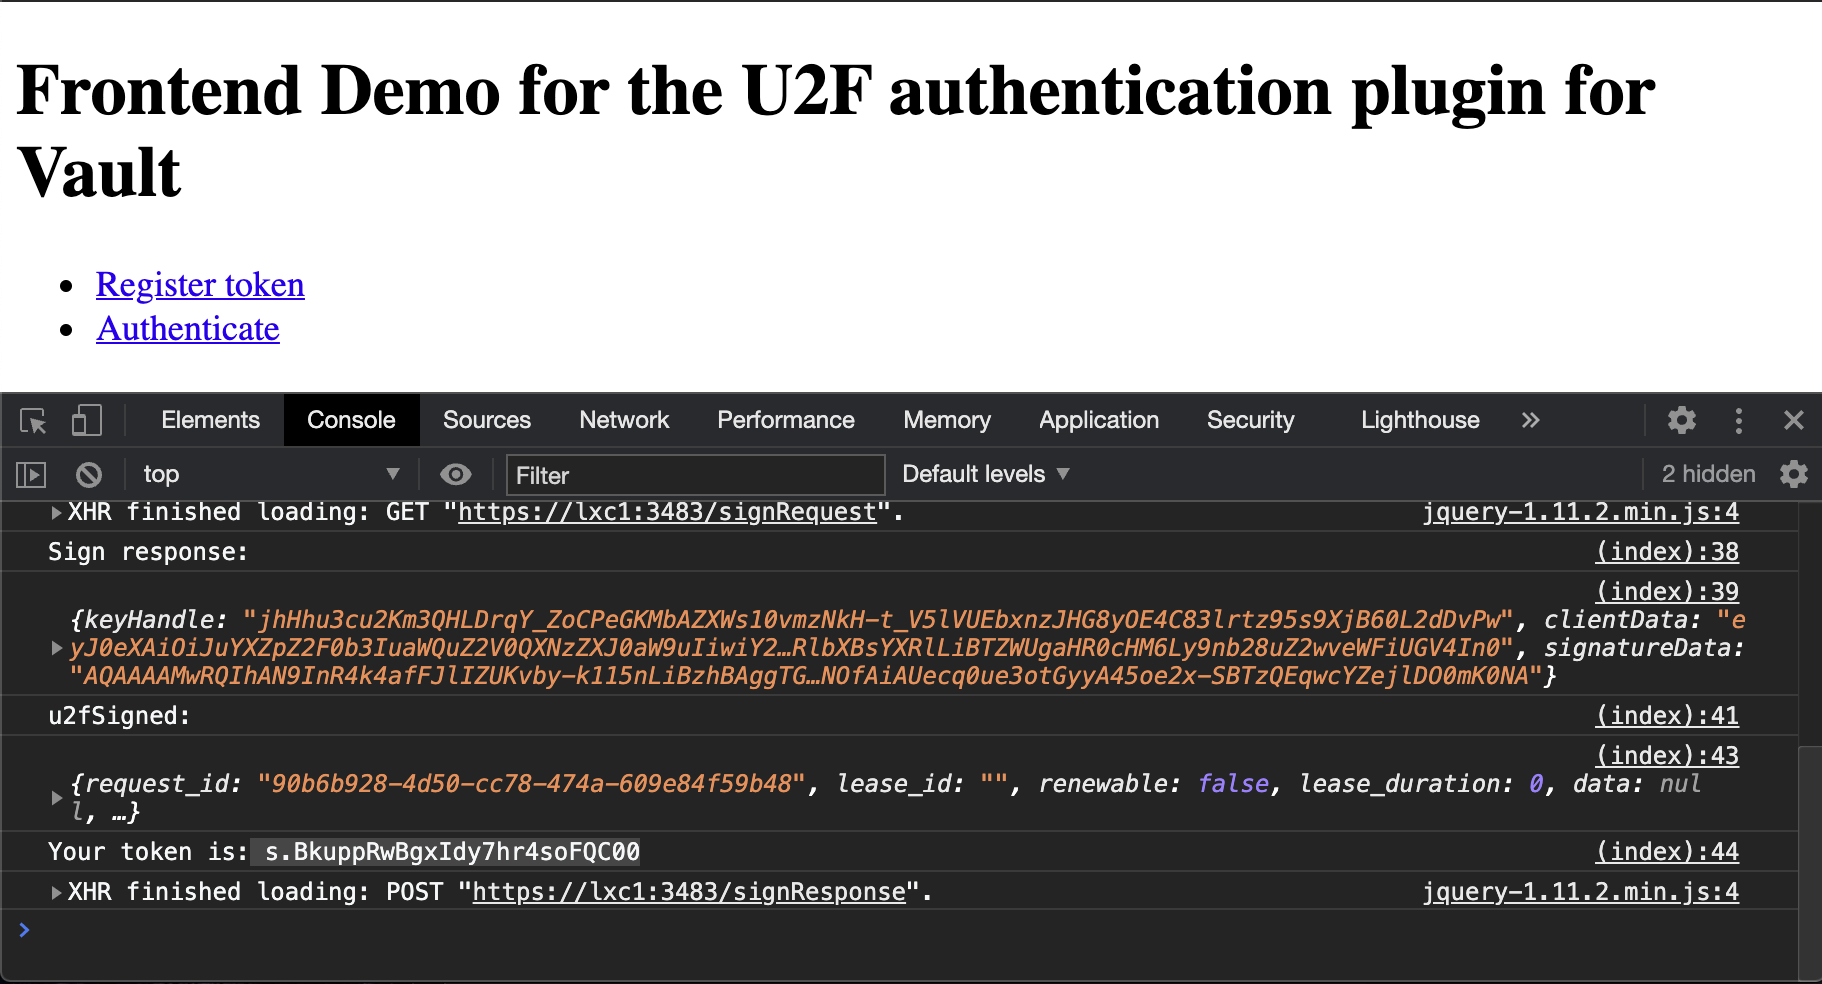 Frontend Demo for the U2F authentication plugin for
Vault
Register token
Authenticate
Elements Console Sources Network Performance Memory Application Security Lighthouse
top Filter Default levels 2 hidden
XHR finished loading: GET "https://lxc1:3483/signRequest". jquery-1.11.2.min.js:4
Sign response: (index):38
(index):39
{keyHandle: "jhHhu3cu2Km3QHLDrqY_ZoCPeGKMbAZXWs10vmzNkH-t_V5lVUEbxnzJHG8yOE4C83lrtz95s9XjB60L2dDvPw", clientData: "e
yJ0eXAiOiJuYXZpZ2F0b3IuaWQuZ2V0QXNzZXJ0aW9uIiwiY2…RlbXBsYXRlLiBTZWUgaHR0cHM6Ly9nb28uZ2wveWFiUGV4In0", signatureData:
"AQAAAAMwRQIhAN9InR4k4afFJlIZUKvby-k115nLiBzhBAggTG…NOfAiAUecq0ue3otGyyA45oe2x-SBTzQEqwcYZejlDO0mK0NA"}
u2fSigned: (index):41
(index):43
{request_id: "90b6b928-4d50-cc78-474a-609e84f59b48", lease_id: "", renewable: false, lease_duration: 0, data: nul
l, …}
Your token is: s.BkuppRwBgxIdy7hr4soFQC00 (index):44
XHR finished loading: POST "https://lxc1:3483/signResponse". jquery-1.11.2.min.js:4